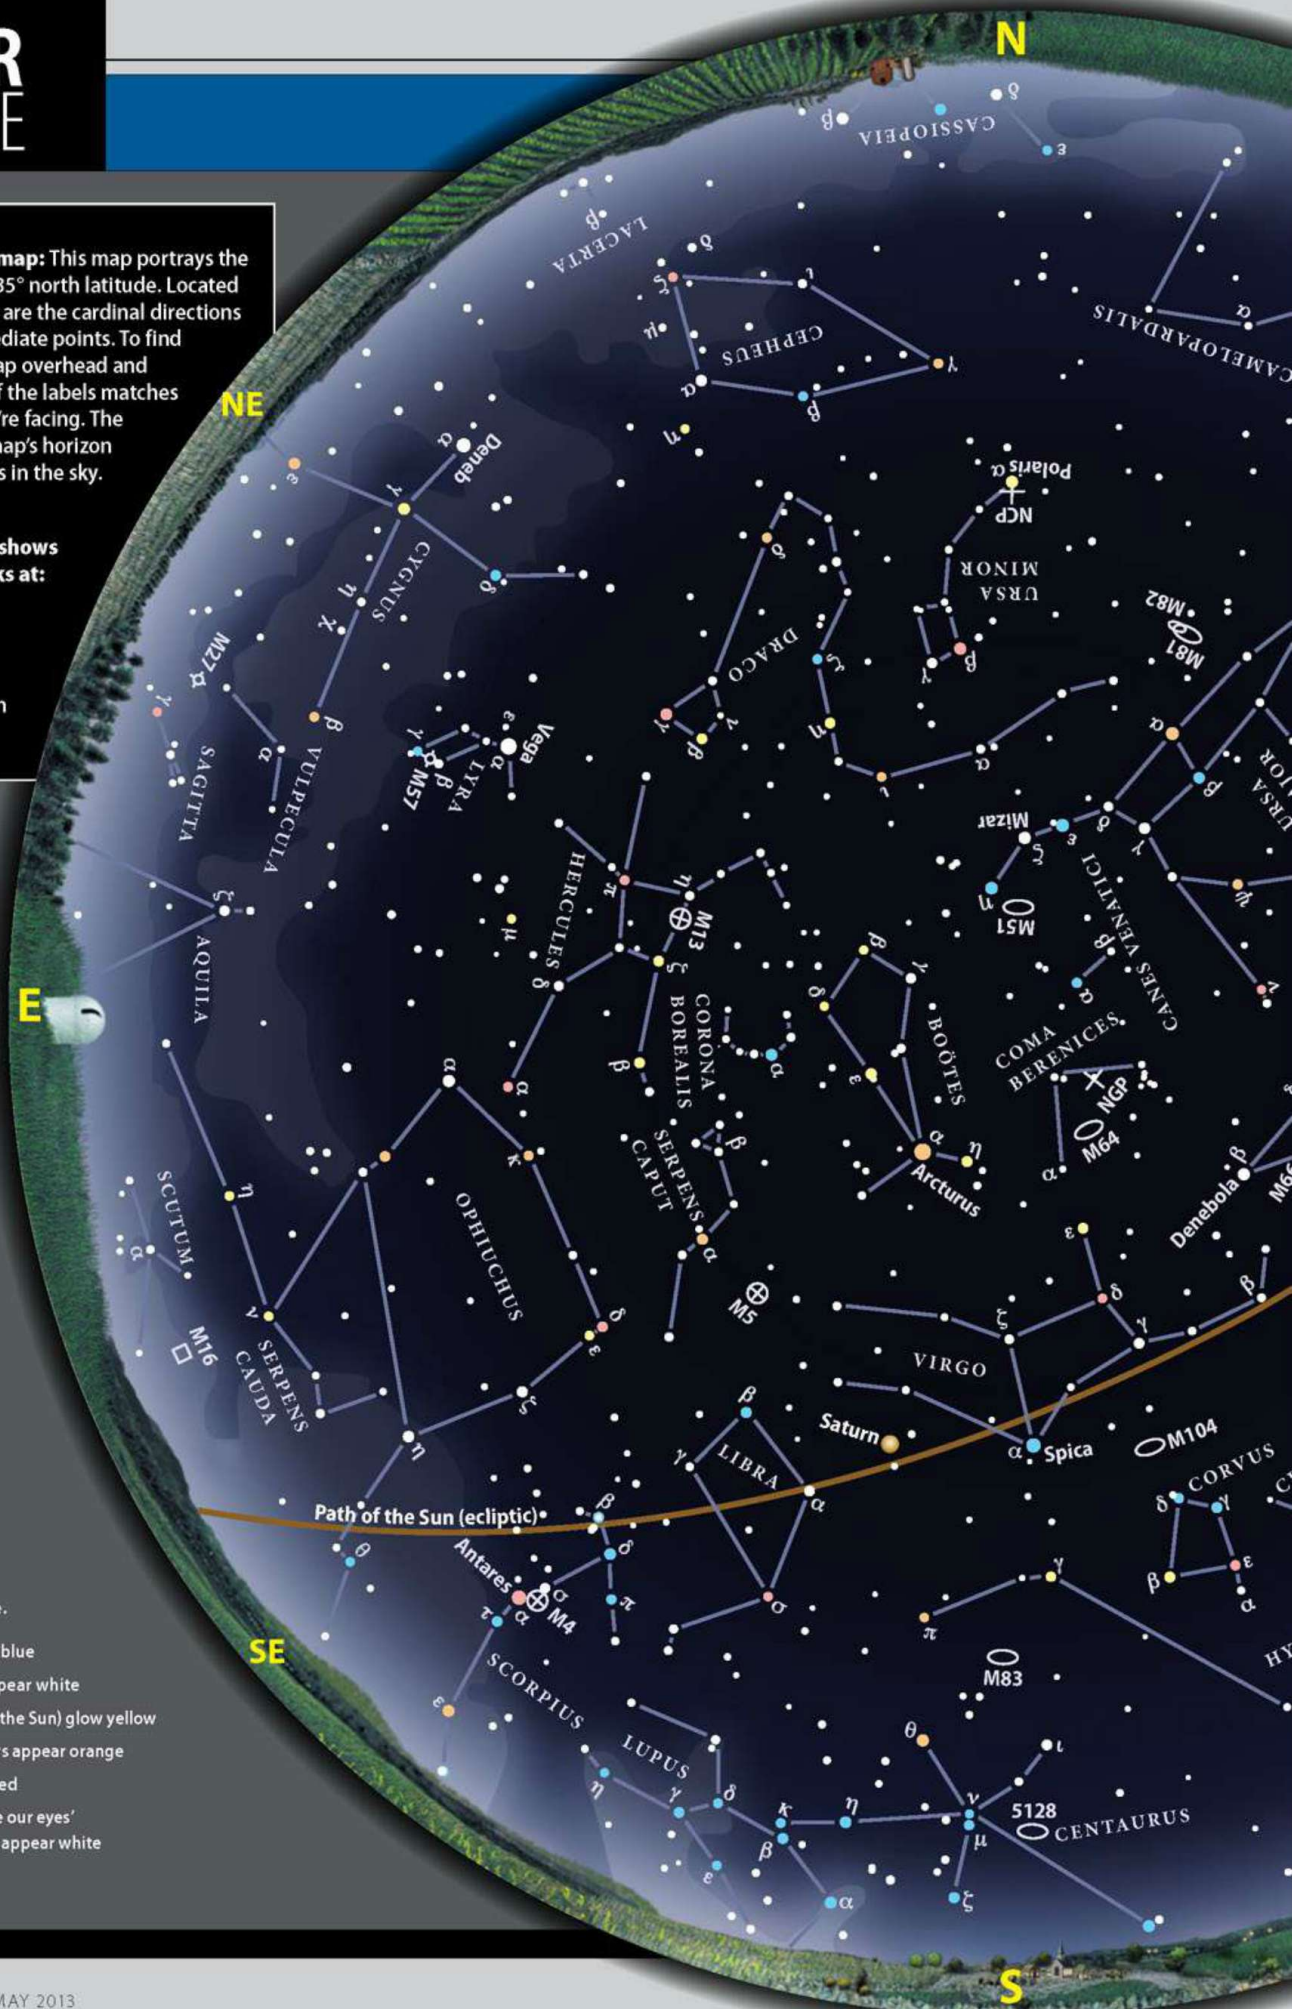 R
E
map: This map portrays the
35° north latitude. Located
are the cardinal directions
ediate points. To find
ap overhead and
f the labels matches
're facing. The
map's horizon
s in the sky.
shows
ks at:
N
β
δ
CASSIOPEIA
ε
β
LACERTA
δ
ζ
ι
μ
CEPHEUS
γ
α
β
CAMELOPARDALIS
α
NE
η
ε
α
Deneb
γ
CYGNUS
δ
η
χ
α Polaris
NCP
URSA
MINOR
γ
β
M82
M81
δ
DRACO
ζ
γ
β
ν
η
ι
α
M27
γ
SAGITTA
α
VULPECULA
β
γ
M57
β
LYRA
ε
α
Vega
α
β
URSA
AJOR
Mizar
ζ
ε
δ
γ
η
M51
ψ
ν
CANES VENATICI
β
α
HERCULES
π
η
M13
μ
ζ
δ
β
α
ζ
AQUILA
E
CORONA
BOREALIS
α
β
γ
δ
ε
BOÖTES
α
η
Arcturus
COMA
BERENICES
NGP
M64
α
β
Denebola
M66
SERPENS
CAPUT
β
α
M5
α
κ
OPHIUCHUS
δ
ε
ζ
η
SCUTUM
α
η
ν
M16
SERPENS
CAUDA
ε
δ
ζ
γ
β
VIRGO
Saturn
α Spica
M104
CORVUS
δ
γ
β
ε
α
β
γ
LIBRA
α
σ
Path of the Sun (ecliptic)
θ
β
δ
π
Antares
σ
α
M4
τ
ε
SCORPIUS
SE
γ
π
M83
HY
LUPUS
η
γ
δ
ε
θ
ι
κ
η
ν
β
μ
5128
CENTAURUS
α
ζ
S
e.
blue
pear white
the Sun) glow yellow
s appear orange
ed
e our eyes'
appear white
MAY 2013